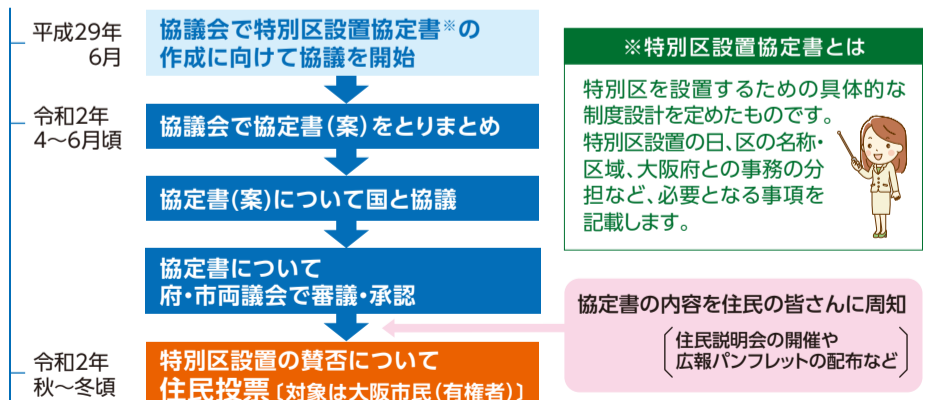 平成29年
6月
協議会で特別区設置協定書※の
作成に向けて協議を開始
令和2年
4～6月頃
協議会で協定書(案)をとりまとめ
協定書(案)について国と協議
協定書について
府・市両議会で審議・承認
令和2年
秋～冬頃
特別区設置の賛否について
住民投票〔対象は大阪市民(有権者)〕
※特別区設置協定書とは
特別区を設置するための具体的な
制度設計を定めたものです。
特別区設置の日、区の名称・
区域、大阪府との事務の分
担など、必要となる事項を
記載します。
協定書の内容を住民の皆さんに周知
(住民説明会の開催や
広報パンフレットの配布など)